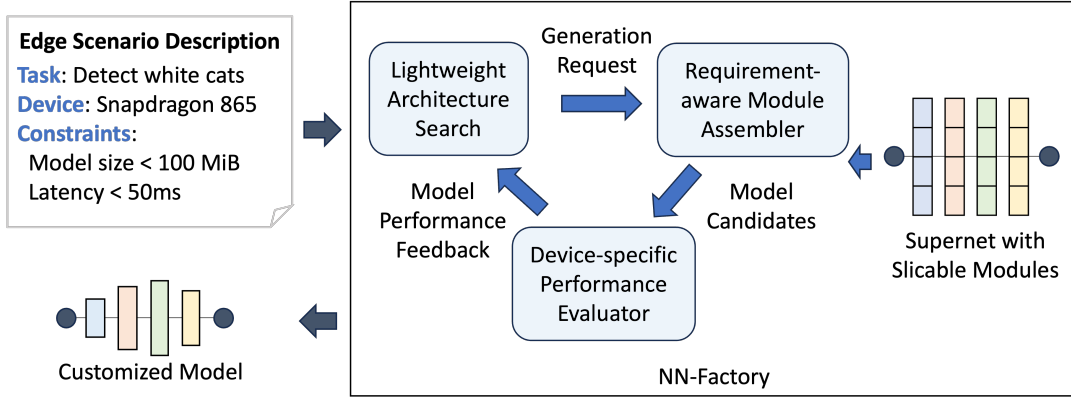 Edge Scenario Description
Task: Detect white cats
Device: Snapdragon 865
Constraints:
Model size < 100 MiB
Latency < 50ms
Lightweight
Architecture
Search
Generation
Request
Requirement-
aware Module
Assembler
Model
Performance
Feedback
Model
Candidates
Device-specific
Performance
Evaluator
Supernet with
Slicable Modules
Customized Model
NN-Factory